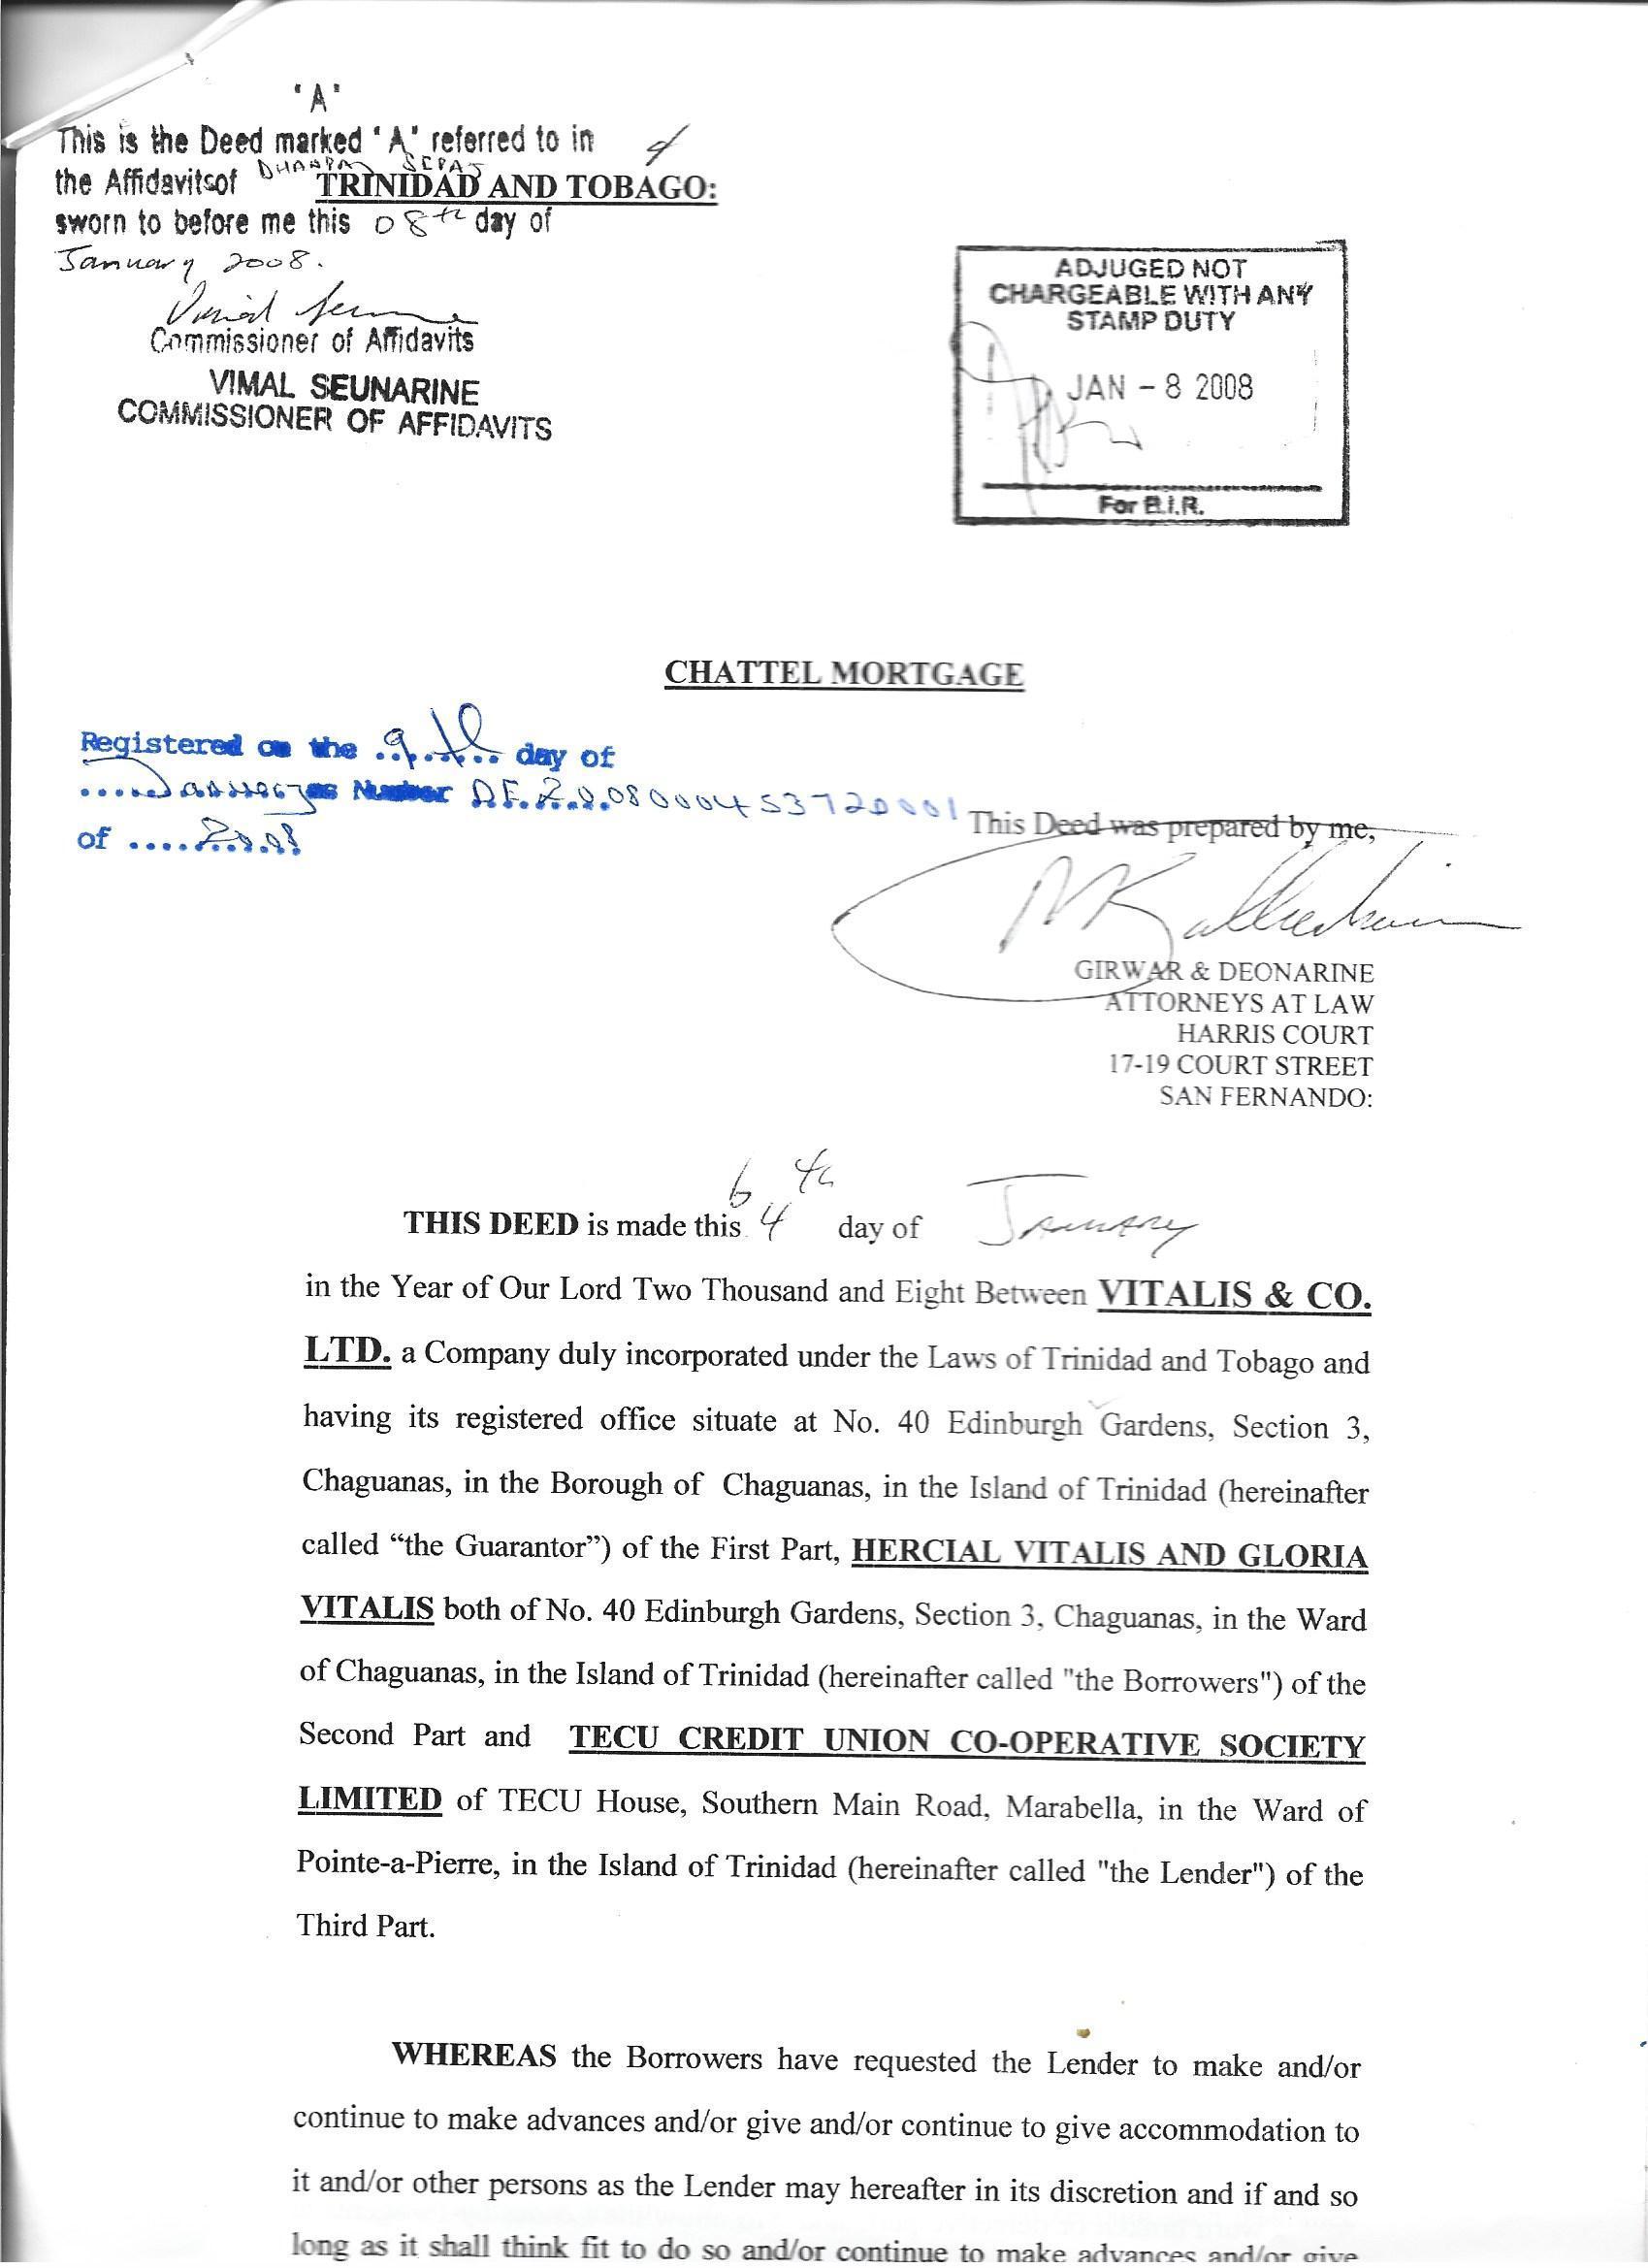 'A'
This is the Deed marked 'A' referred to in
the Affidavitsof
TRINIDAD AND TOBAGO:
sworn to before me this 08th day of
January 2008.
Commissioner of Affidavits
VIMAL SEUNARINE
COMMISSIONER OF AFFIDAVITS
ADJUGED NOT
CHARGEABLE WITH ANY
STAMP DUTY
JAN - 8 2008
For B.I.R.
CHATTEL MORTGAGE
Registered on the 9th day of
January as Number DE200800045372D001
of 2008
This Deed was prepared by me,
GIRWAR & DEONARINE
ATTORNEYS AT LAW
HARRIS COURT
17-19 COURT STREET
SAN FERNANDO:
THIS DEED is made this 4th day of January
in the Year of Our Lord Two Thousand and Eight Between VITALIS & CO.
LTD. a Company duly incorporated under the Laws of Trinidad and Tobago and
having its registered office situate at No. 40 Edinburgh Gardens, Section 3,
Chaguanas, in the Borough of Chaguanas, in the Island of Trinidad (hereinafter
called “the Guarantor”) of the First Part, HERCIAL VITALIS AND GLORIA
VITALIS both of No. 40 Edinburgh Gardens, Section 3, Chaguanas, in the Ward
of Chaguanas, in the Island of Trinidad (hereinafter called "the Borrowers") of the
Second Part and TECU CREDIT UNION CO-OPERATIVE SOCIETY
LIMITED of TECU House, Southern Main Road, Marabella, in the Ward of
Pointe-a-Pierre, in the Island of Trinidad (hereinafter called "the Lender") of the
Third Part.
WHEREAS the Borrowers have requested the Lender to make and/or
continue to make advances and/or give and/or continue to give accommodation to
it and/or other persons as the Lender may hereafter in its discretion and if and so
long as it shall think fit to do so and/or continue to make advances and/or give